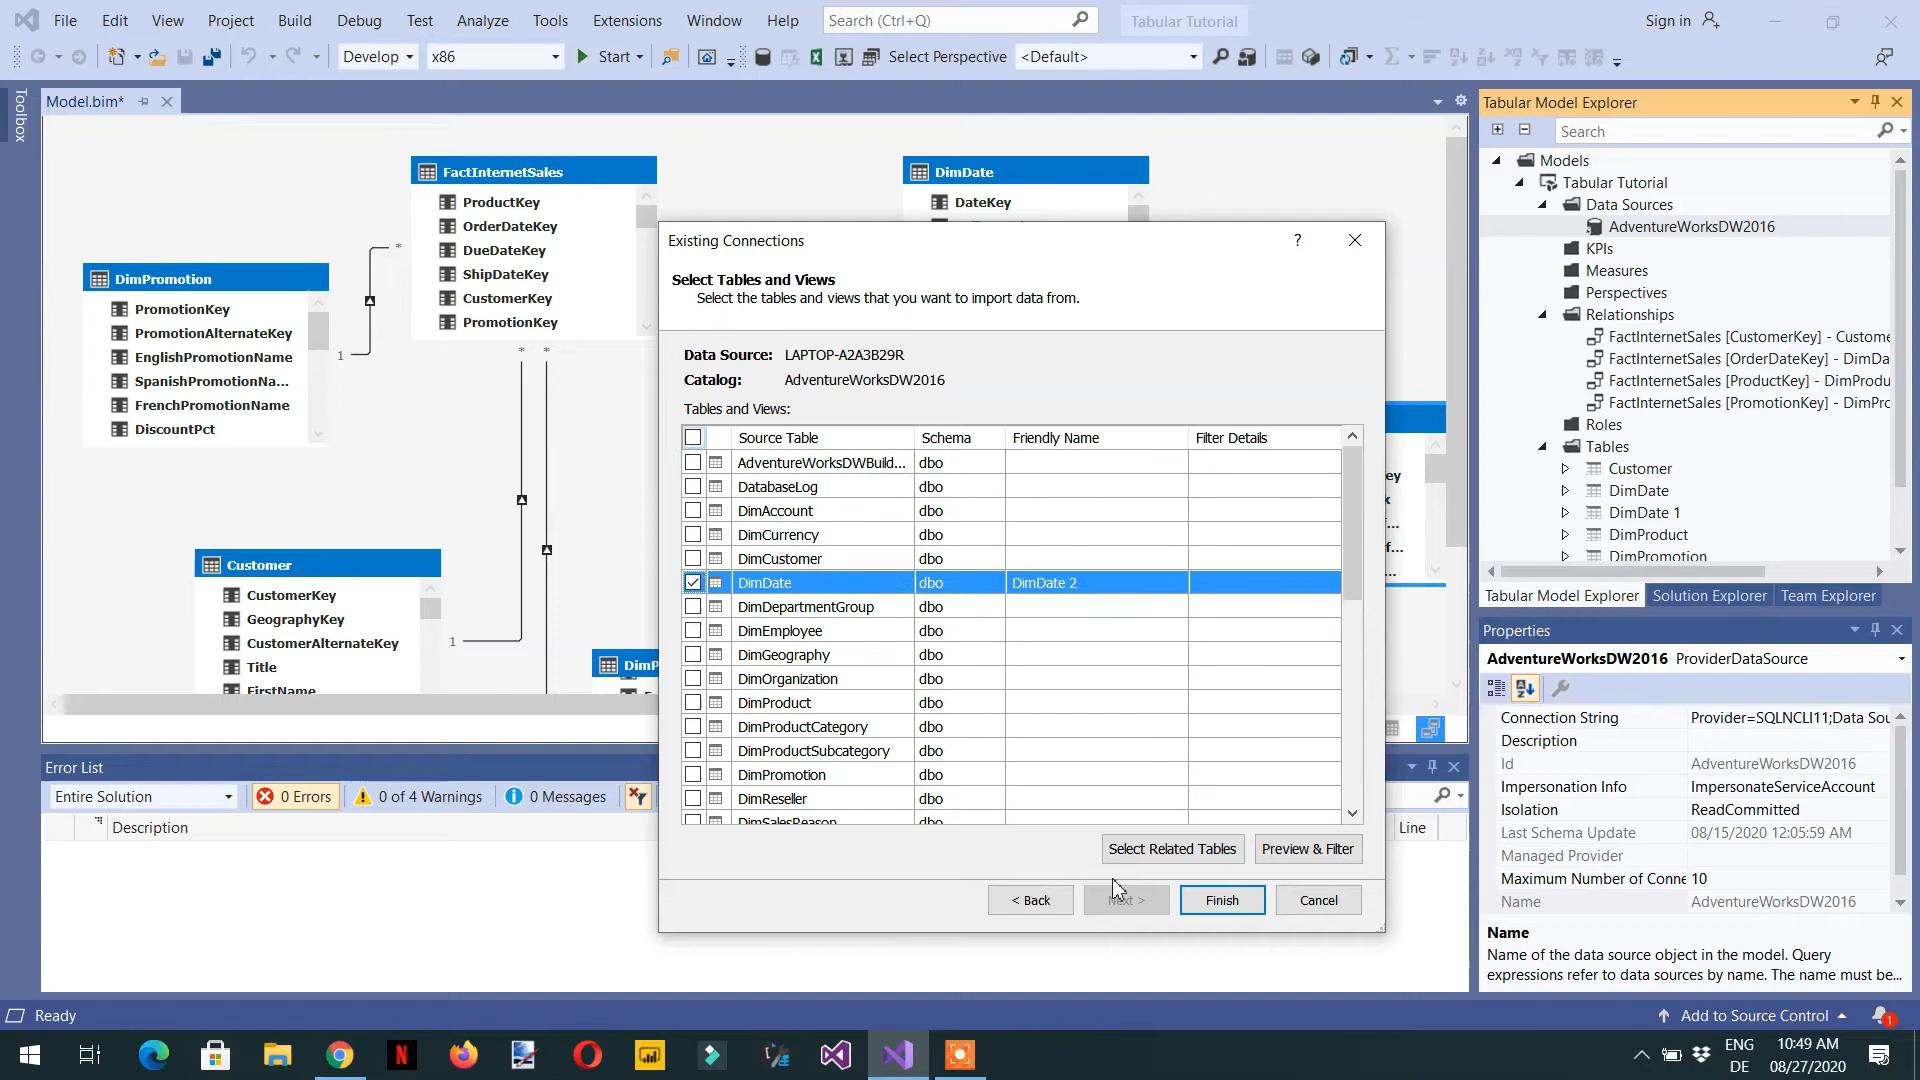 File Edit View Project Build Debug Test Analyze Tools Extensions Window Help Search (Ctrl+Q) Tabular Tutorial Sign in
Develop x86 Start Select Perspective <Default>
Toolbox
Model.bim*
FactInternetSales
ProductKey
OrderDateKey
DueDateKey
ShipDateKey
CustomerKey
PromotionKey
DimDate
DateKey
DimPromotion
PromotionKey
PromotionAlternateKey
EnglishPromotionName
SpanishPromotionNa...
FrenchPromotionName
DiscountPct
*
1
* *
Customer
CustomerKey
GeographyKey
CustomerAlternateKey
Title
FirstName
1
DimP
Existing Connections
?
Select Tables and Views
Select the tables and views that you want to import data from.
Data Source: LAPTOP-A2A3B29R
Catalog: AdventureWorksDW2016
Tables and Views:
Source Table Schema Friendly Name Filter Details
AdventureWorksDWBuild... dbo
DatabaseLog dbo
DimAccount dbo
DimCurrency dbo
DimCustomer dbo
DimDate dbo DimDate 2
DimDepartmentGroup dbo
DimEmployee dbo
DimGeography dbo
DimOrganization dbo
DimProduct dbo
DimProductCategory dbo
DimProductSubcategory dbo
DimPromotion dbo
DimReseller dbo
DimSalesReason dbo
Select Related Tables Preview & Filter
< Back Next > Finish Cancel
ey
k
f...
f...
...
Tabular Model Explorer
Search
Models
Tabular Tutorial
Data Sources
AdventureWorksDW2016
KPIs
Measures
Perspectives
Relationships
FactInternetSales [CustomerKey] - Custome
FactInternetSales [OrderDateKey] - DimDa
FactInternetSales [ProductKey] - DimProdu
FactInternetSales [PromotionKey] - DimPro
Roles
Tables
Customer
DimDate
DimDate 1
DimProduct
DimPromotion
Tabular Model Explorer Solution Explorer Team Explorer
Properties
AdventureWorksDW2016 ProviderDataSource
Connection String Provider=SQLNCLI11;Data Sou
Description
Id AdventureWorksDW2016
Impersonation Info ImpersonateServiceAccount
Isolation ReadCommitted
Last Schema Update 08/15/2020 12:05:59 AM
Managed Provider
Maximum Number of Conne 10
Name AdventureWorksDW2016
Name
Name of the data source object in the model. Query
expressions refer to data sources by name. The name must be...
Error List
Entire Solution 0 Errors 0 of 4 Warnings 0 Messages
Description Line
Ready Add to Source Control 1
ENG
DE
10:49 AM
08/27/2020